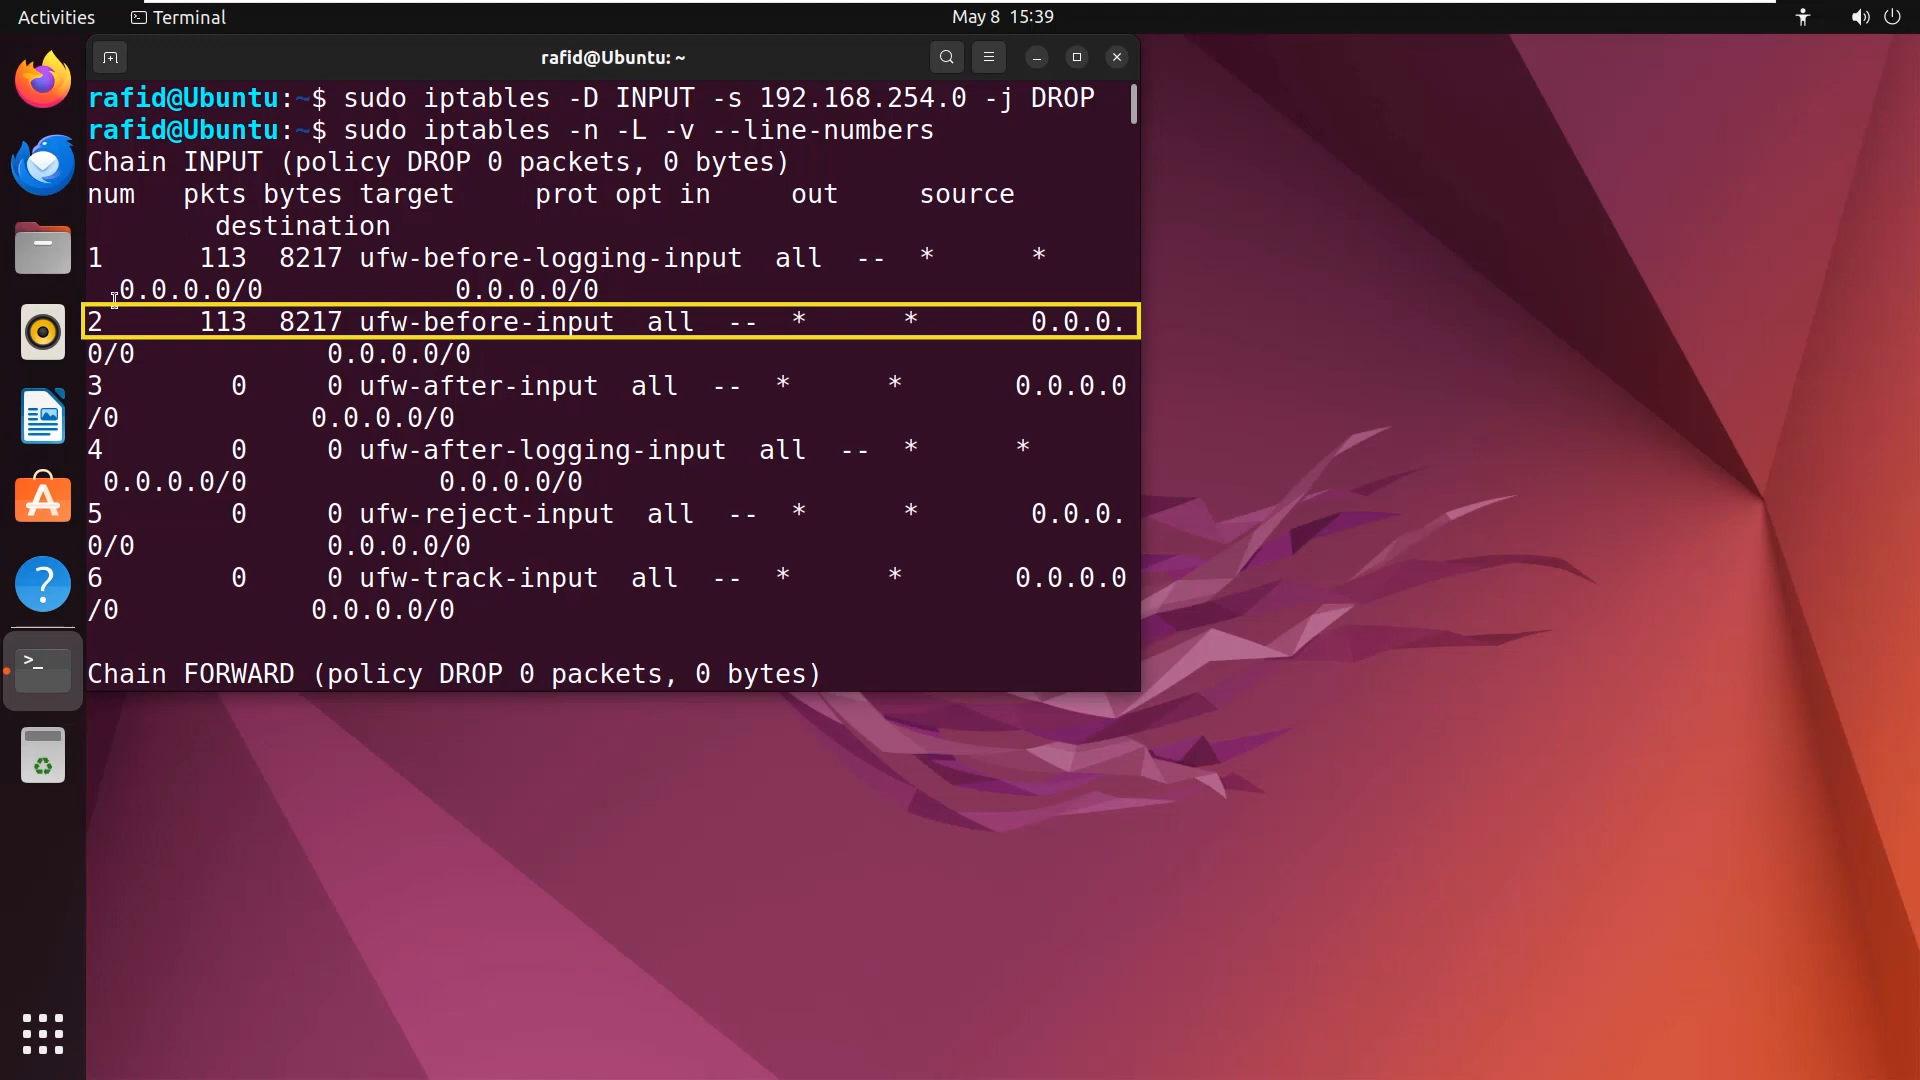 Activities Terminal May 8 15:39
rafid@Ubuntu: ~
rafid@Ubuntu:~$ sudo iptables -D INPUT -s 192.168.254.0 -j DROP
rafid@Ubuntu:~$ sudo iptables -n -L -v --line-numbers
Chain INPUT (policy DROP 0 packets, 0 bytes)
num   pkts bytes target     prot opt in     out     source
        destination
1      113  8217 ufw-before-logging-input  all  --  *      *
  0.0.0.0/0            0.0.0.0/0
2      113  8217 ufw-before-input  all  --  *      *       0.0.0.
0/0            0.0.0.0/0
3        0     0 ufw-after-input  all  --  *      *       0.0.0.0
/0            0.0.0.0/0
4        0     0 ufw-after-logging-input  all  --  *      *
 0.0.0.0/0            0.0.0.0/0
5        0     0 ufw-reject-input  all  --  *      *       0.0.0.
0/0            0.0.0.0/0
6        0     0 ufw-track-input  all  --  *      *       0.0.0.0
/0            0.0.0.0/0
Chain FORWARD (policy DROP 0 packets, 0 bytes)